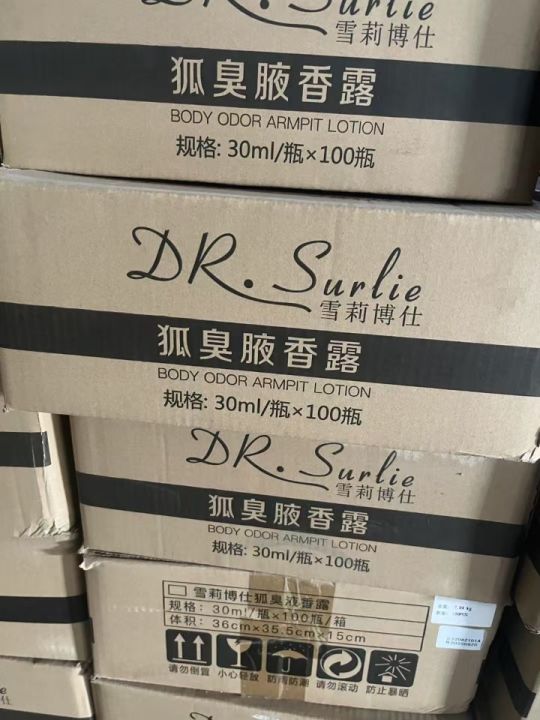 DR. Surlie
雪莉博仕
狐臭腋香露
BODY ODOR ARMPIT LOTION
规格: 30ml/瓶×100瓶
DR. Surlie
雪莉博仕
狐臭腋香露
BODY ODOR ARMPIT LOTION
规格: 30ml/瓶×100瓶
DR. Surlie
雪莉博仕
狐臭腋香露
BODY ODOR ARMPIT LOTION
规格: 30ml/瓶×100瓶
雪莉博仕狐臭液香露
规格: 30ml/瓶×100瓶/箱
体积: 36cm×35.5cm×15cm
请勿倒置 小心轻放 防雨防潮 请勿滚动 防止暴晒